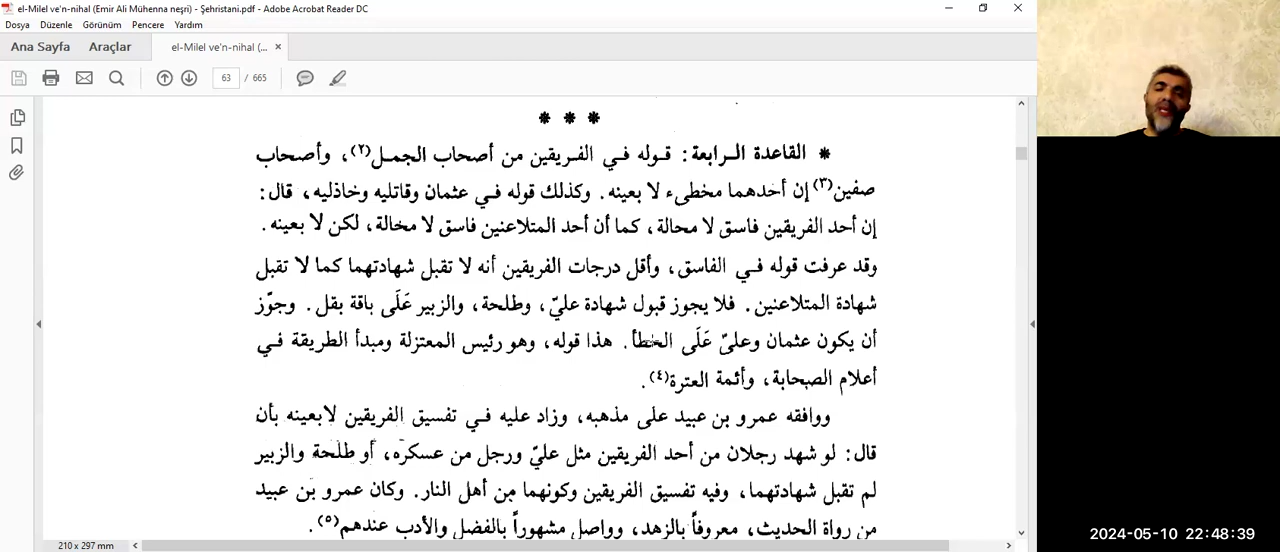 el-Milel ve'n-nihal (Emir Ali Mühenna neşri) - Şehristani.pdf - Adobe Acrobat Reader DC
Dosya Düzenle Görünüm Pencere Yardım
Ana Sayfa Araçlar el-Milel ve'n-nihal (... ×
63 / 665
* * *
* القاعدة الرابعة: قوله في الفريقين من أصحاب الجمل(٢)، وأصحاب
صفين(٣) إن أحدهما مخطىء لا بعينه. وكذلك قوله في عثمان وقاتليه وخاذليه، قال:
إن أحد الفريقين فاسق لا محالة، كما أن أحد المتلاعنين فاسق لا محالة، لكن لا بعينه.
وقد عرفت قوله في الفاسق، وأقل درجات الفريقين أنه لا تقبل شهادتهما كما لا تقبل
شهادة المتلاعنين. فلا يجوز قبول شهادة عليّ، وطلحة، والزبير عَلَى باقة بقل. وجوّز
أن يكون عثمان وعليّ عَلَى الخطأ. هذا قوله، وهو رئيس المعتزلة ومبدأ الطريقة في
أعلام الصحابة، وأئمة العترة(٤).
ووافقه عمرو بن عبيد على مذهبه، وزاد عليه في تفسيق الفريقين لابعينه بأن
قال: لو شهد رجلان من أحد الفريقين مثل عليّ ورجل من عسكره، أو طلحة والزبير
لم تقبل شهادتهما، وفيه تفسيق الفريقين وكونهما من أهل النار. وكان عمرو بن عبيد
من رواة الحديث، معروفاً بالزهد، وواصل مشهوراً بالفضل والأدب عندهم(٥).
210 x 297 mm
2024-05-10 22:48:39